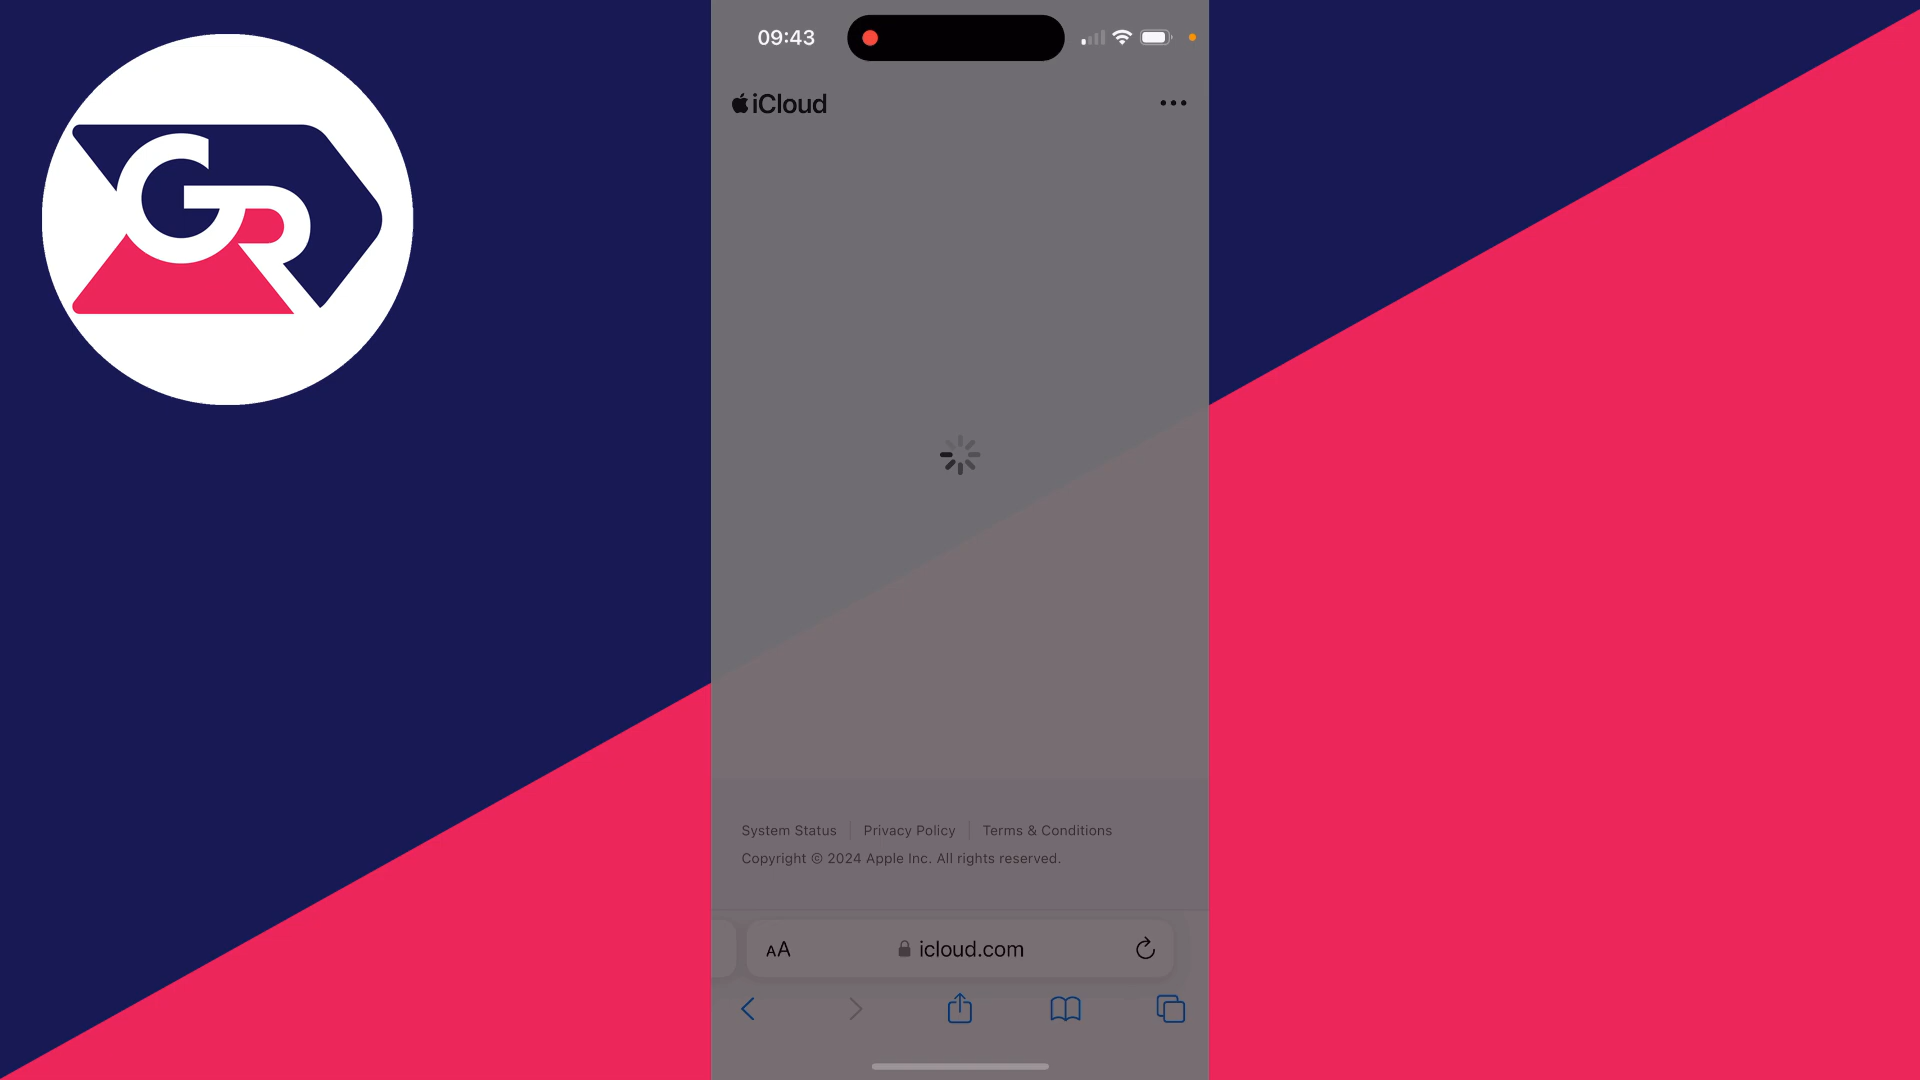 GR
09:43
iCloud
System Status
Privacy Policy
Terms & Conditions
Copyright © 2024 Apple Inc. All rights reserved.
AA
icloud.com